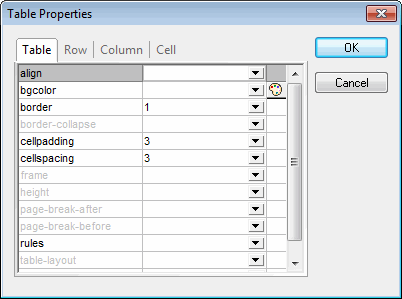 Table Properties
Table Row Column Cell
OK
align
bgcolor
Cancel
border 1
border-collapse
cellpadding 3
cellspacing 3
frame
height
page-break-after
page-break-before
rules
table-layout